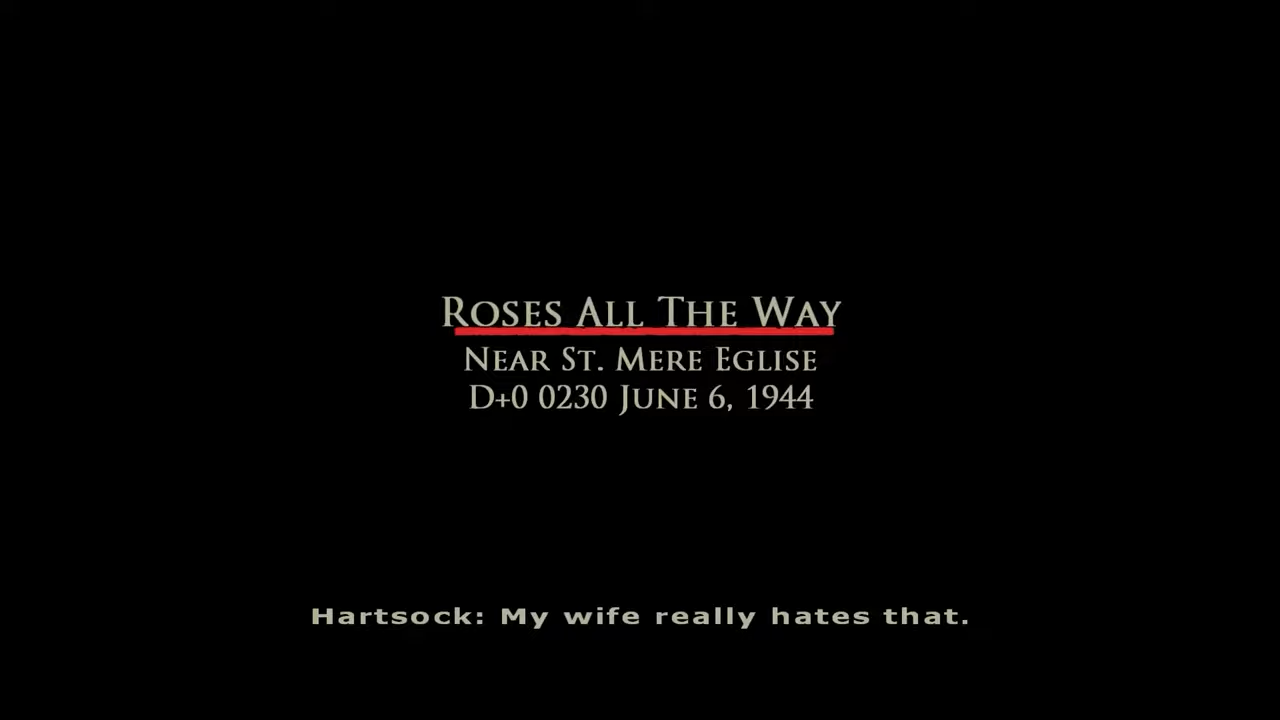 Roses All The Way
Near St. Mere Eglise
D+0 0230 June 6, 1944
Hartsock: My wife really hates that.